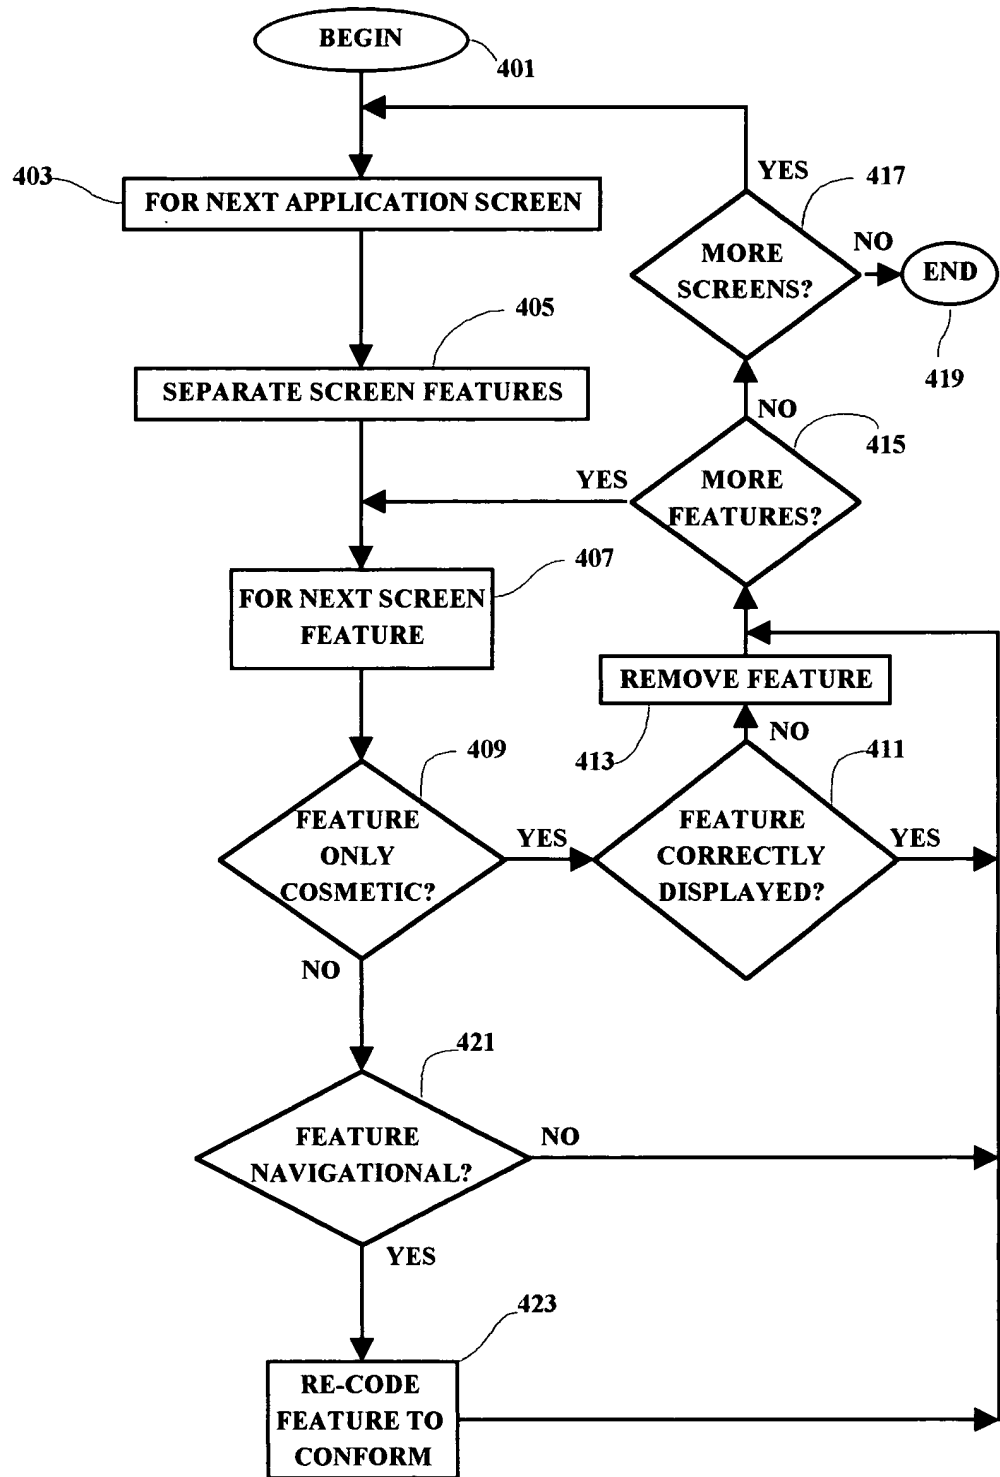 BEGIN
401
403
FOR NEXT APPLICATION SCREEN
YES
417
MORE
SCREENS?
NO
END
419
405
SEPARATE SCREEN FEATURES
NO
415
YES
MORE
FEATURES?
407
FOR NEXT SCREEN
FEATURE
REMOVE FEATURE
413
NO
409
411
FEATURE
ONLY
COSMETIC?
YES
FEATURE
CORRECTLY
DISPLAYED?
YES
NO
421
FEATURE
NAVIGATIONAL?
NO
YES
423
RE-CODE
FEATURE TO
CONFORM